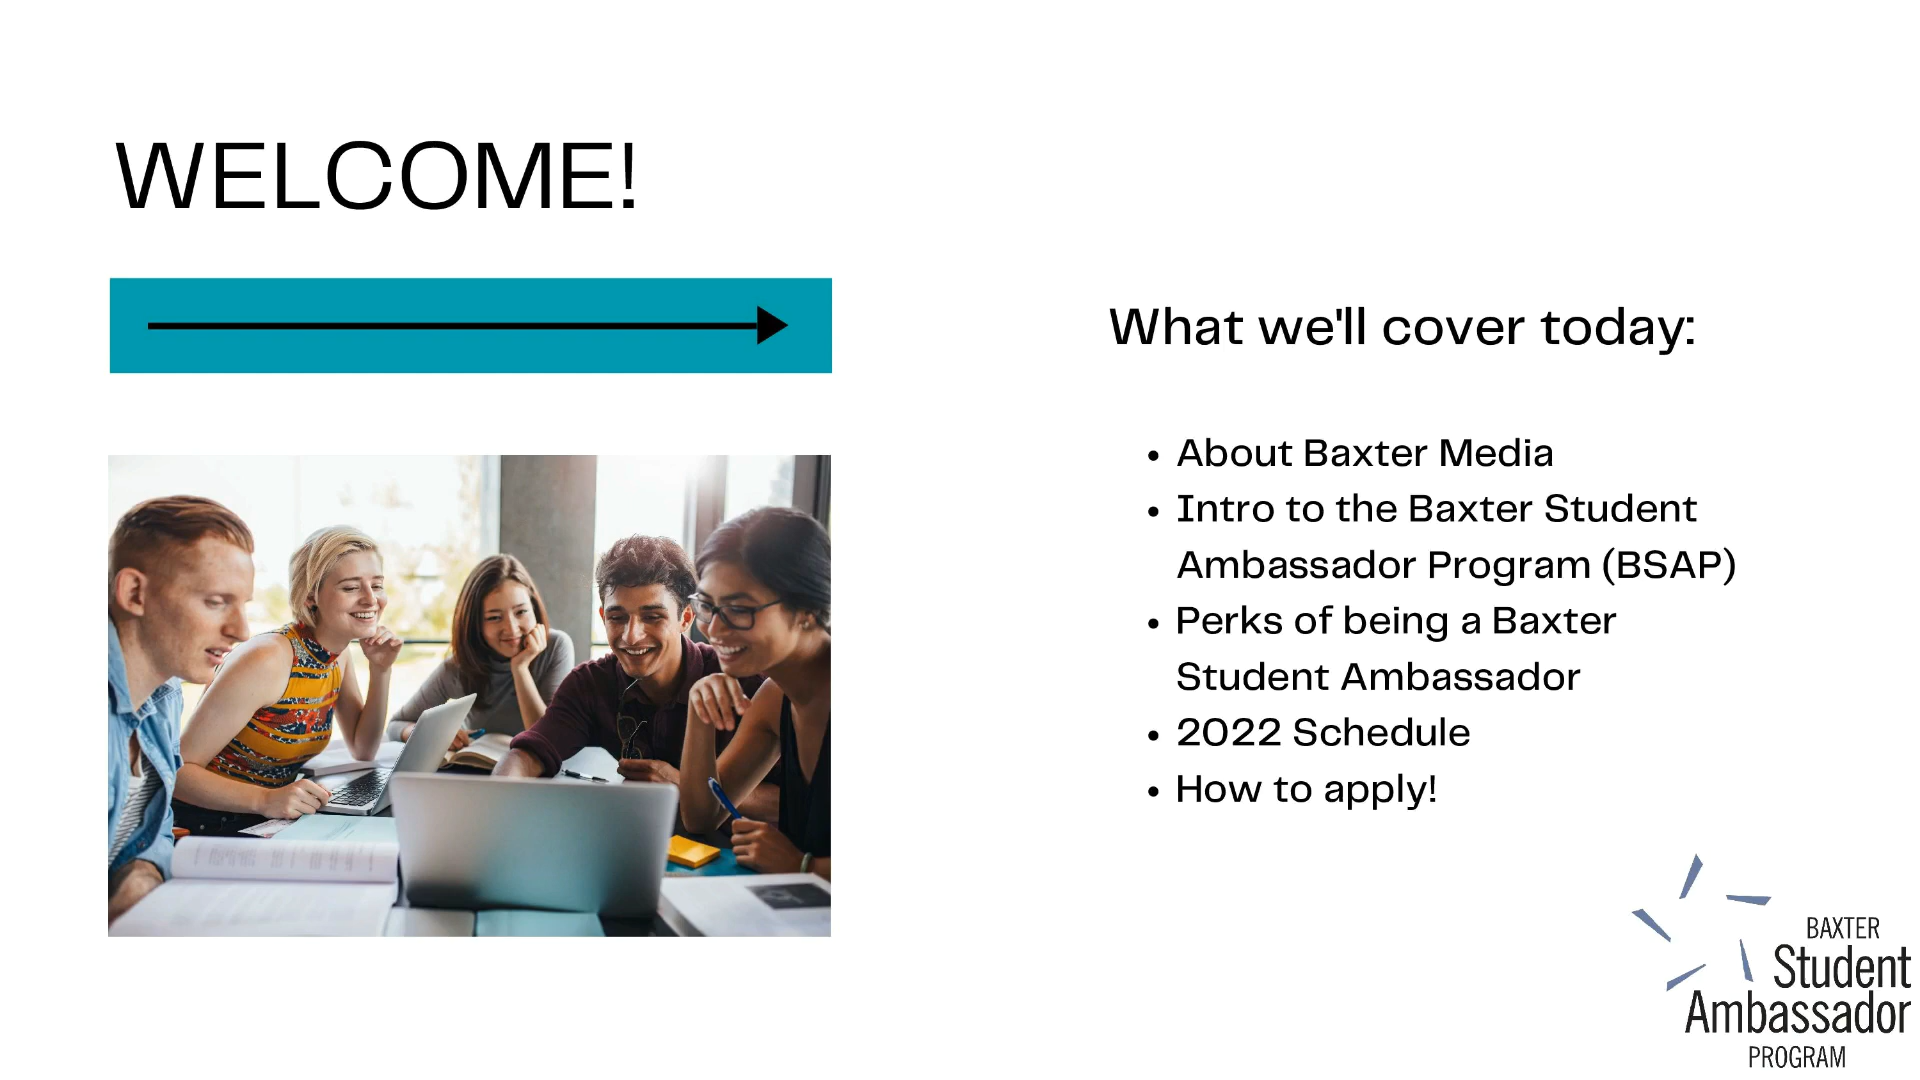 WELCOME!
What we'll cover today:
• About Baxter Media
• Intro to the Baxter Student
Ambassador Program (BSAP)
• Perks of being a Baxter
Student Ambassador
• 2022 Schedule
• How to apply!
BAXTER
Student
Ambassador
PROGRAM